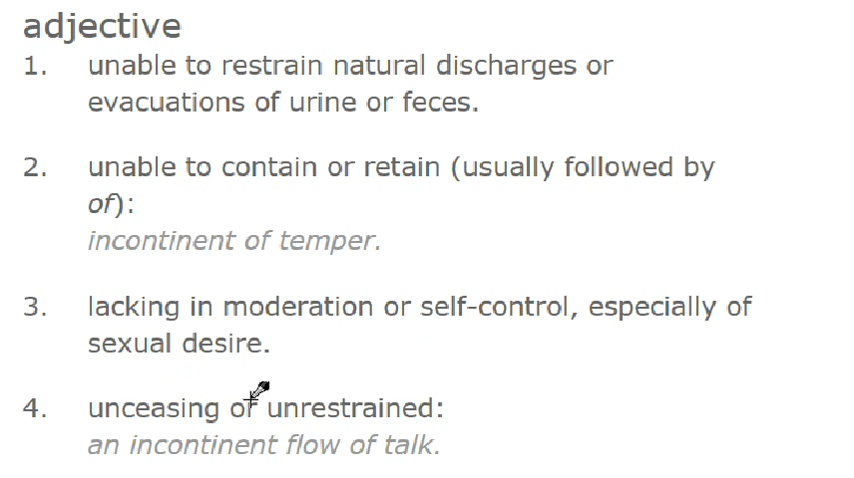 adjective
1. unable to restrain natural discharges or
evacuations of urine or feces.
2. unable to contain or retain (usually followed by
of):
incontinent of temper.
3. lacking in moderation or self-control, especially of
sexual desire.
4. unceasing or unrestrained:
an incontinent flow of talk.